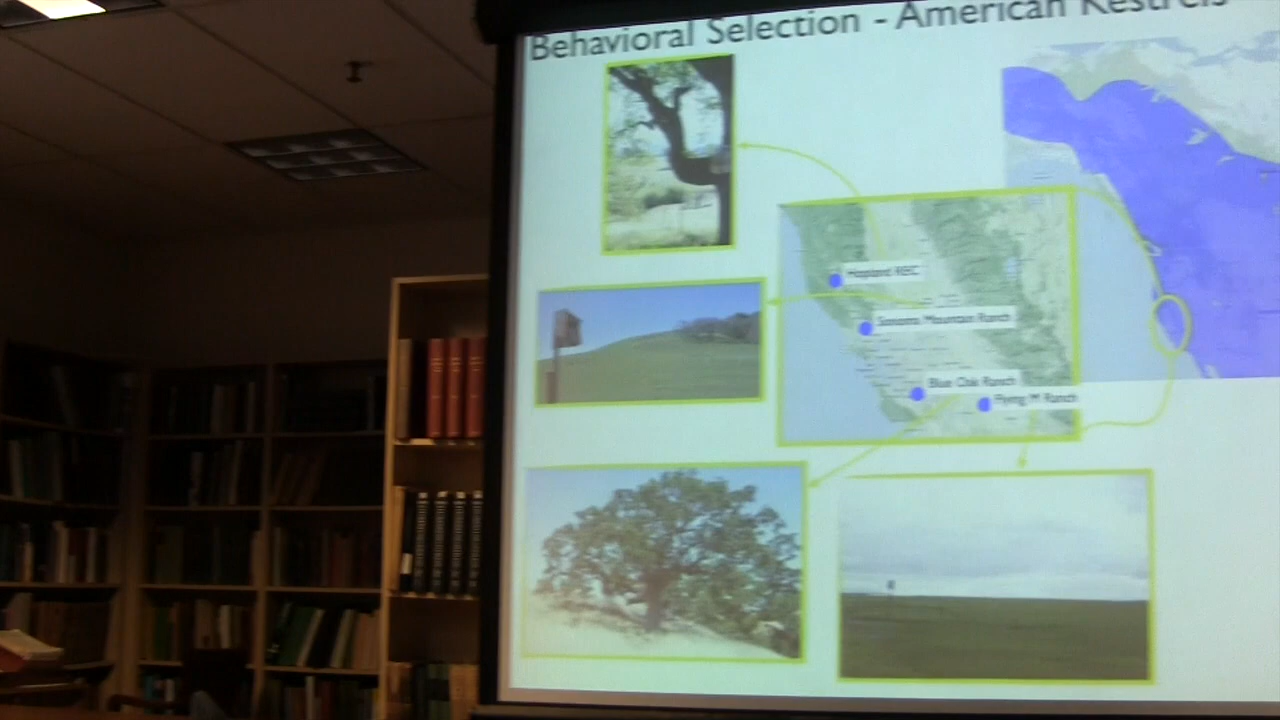 Behavioral Selection - American Kestrels
Hopland REC
Sonoma Mountain Ranch
Blue Oak Ranch
Flying M Ranch